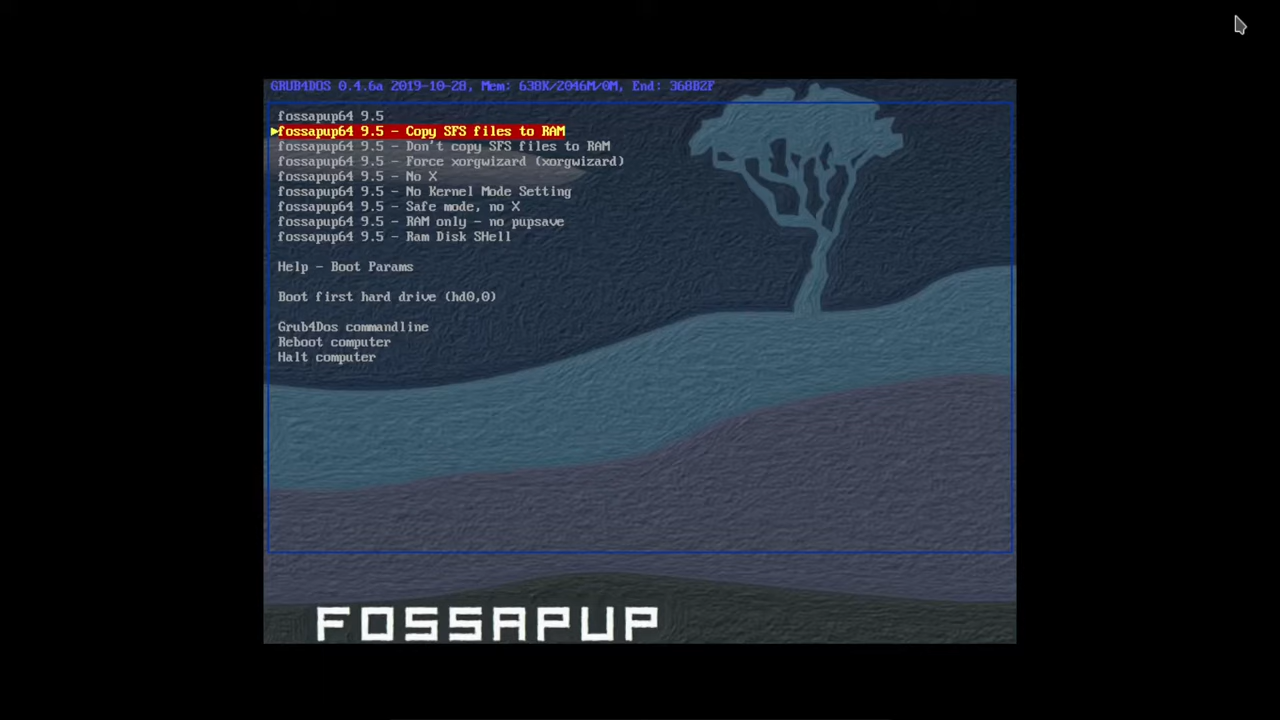 GRUB4DOS 0.4.6a 2019-10-28, Mem: 638K/2046M/0M, End: 368B2F
fossapup64 9.5
fossapup64 9.5 - Copy SFS files to RAM
fossapup64 9.5 - Don't copy SFS files to RAM
fossapup64 9.5 - Force xorgwizard (xorgwizard)
fossapup64 9.5 - No X
fossapup64 9.5 - No Kernel Mode Setting
fossapup64 9.5 - Safe mode, no X
fossapup64 9.5 - RAM only - no pupsave
fossapup64 9.5 - Ram Disk SHell
Help - Boot Params
Boot first hard drive (hd0,0)
Grub4Dos commandline
Reboot computer
Halt computer
FOSSAPUP